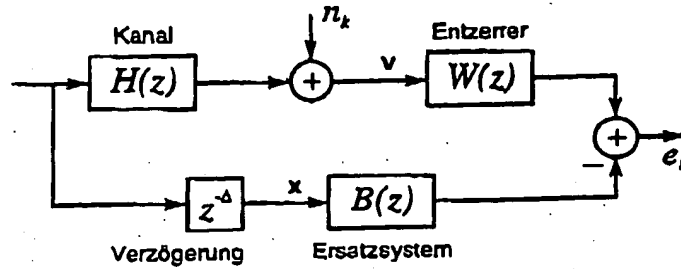 Kanal
n_k
Entzerrer
H(z)
+
v
W(z)
+
−
e
x
z^-Δ
B(z)
Verzögerung
Ersatzsystem